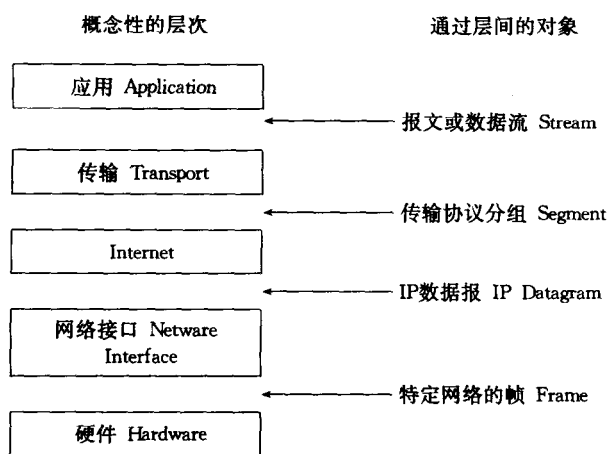 概念性的层次
通过层间的对象
应用 Application
报文或数据流 Stream
传输 Transport
传输协议分组 Segment
Internet
IP数据报 IP Datagram
网络接口 Netware
Interface
特定网络的帧 Frame
硬件 Hardware